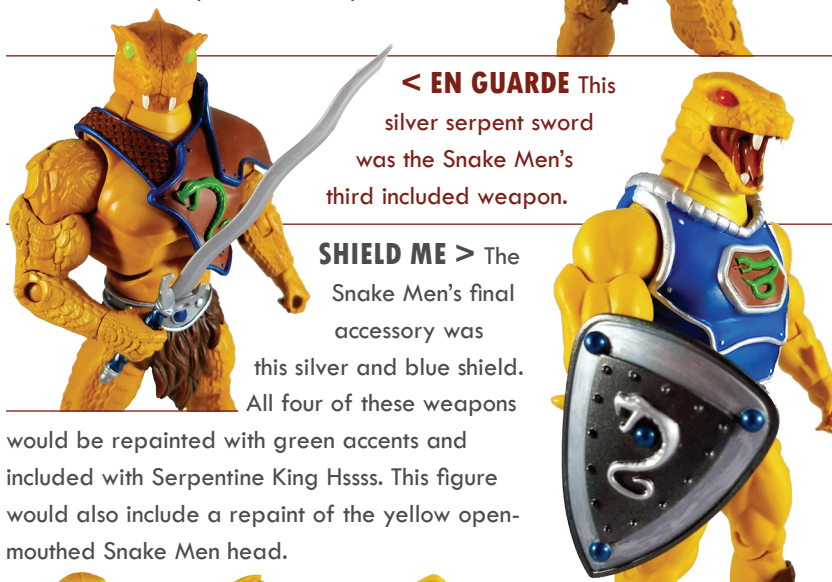 < EN GUARDE This
silver serpent sword
was the Snake Men's
third included weapon.
SHIELD ME > The
Snake Men's final
accessory was
this silver and blue shield.
All four of these weapons
would be repainted with green accents and
included with Serpentine King Hssss. This figure
would also include a repaint of the yellow open-
mouthed Snake Men head.